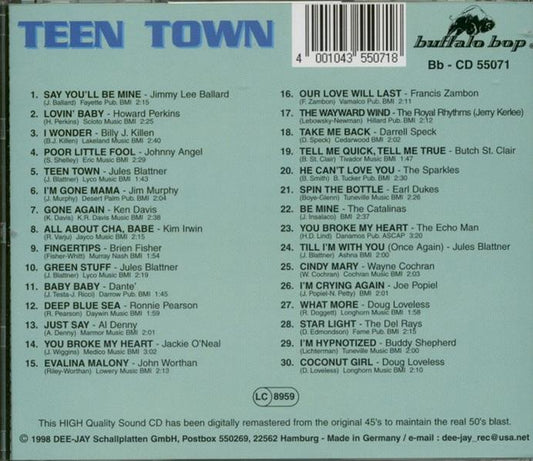 TEEN TOWN
4 001043 550718
buffalo bop
Bb - CD 55071
1. SAY YOU'LL BE MINE - Jimmy Lee Ballard
(J. Ballard) Fayette Pub. BMI 2:15
2. LOVIN' BABY - Howard Perkins
(H. Perkins) Scioto Music BMI 2:20
3. I WONDER - Billy J. Killen
(B.J. Killen) Lakeland Music BMI 2:40
4. POOR LITTLE FOOL - Johnny Angel
(S. Shelley) Eric Music BMI 2:21
5. TEEN TOWN - Jules Blattner
(J. Blattner) Lyco Music BMI 1:43
6. I'M GONE MAMA - Jim Murphy
(J. Murphy) Desert Palm Pub. BMI 2:04
7. GONE AGAIN - Ken Davis
(K. Davis) K.R. Davis Music BMI 2:38
8. ALL ABOUT CHA, BABE - Kim Irwin
(R. Varju) Jayco Music BMI 2:15
9. FINGERTIPS - Brien Fisher
(Fisher-Whitt) Murray Nash BMI 1:54
10. GREEN STUFF - Jules Blattner
(J. Blattner) Lyco Music BMI 2:19
11. BABY BABY - Dante'
(J. Testa-J. Ricci) Darrow Pub. BMI 1:45
12. DEEP BLUE SEA - Ronnie Pearson
(R. Pearson) Daywin Music BMI 1:59
13. JUST SAY - Al Denny
(A. Denny) Marmor Music BMI 2:01
14. YOU BROKE MY HEART - Jackie O'Neal
(J. Wiggins) Medico Music BMI 3:02
15. EVALINA MALONY - John Worthan
(Riley-Worthan) Lowery Music BMI 2:13
16. OUR LOVE WILL LAST - Francis Zambon
(F. Zambon) Vamalco Pub. BMI 2:11
17. THE WAYWARD WIND - The Royal Rhythms (Jerry Kerlee)
(Lebowsky-Newman) Hillard Pub. BMI 2:12
18. TAKE ME BACK - Darrell Speck
(D. Speck) Cedarwood BMI 2:04
19. TELL ME QUICK, TELL ME TRUE - Butch St. Clair
(B. St. Clair) Tivador Music BMI 1:47
20. HE CAN'T LOVE YOU - The Sparkles
(B. Smith) B. Tucker Pub. BMI 2:30
21. SPIN THE BOTTLE - Earl Dukes
(Boye-Glenn) Tuneville Music BMI 2:21
22. BE MINE - The Catalinas
(J. Insalaco) BMI 2:37
23. YOU BROKE MY HEART - The Echo Man
(H.D. Lind) Danamos Pub. ASCAP 2:03
24. TILL I'M WITH YOU (Once Again) - Jules Blattner
(J. Blattner) Ashna BMI 2:00
25. CINDY MARY - Wayne Cochran
(W. Cochran) Cochran Music BMI 2:03
26. I'M CRYING AGAIN - Joe Popiel
(J. Popiel-N. Petty) BMI 2:18
27. WHAT MORE - Doug Loveless
(R. Doggett) Longhorn Music BMI 1:58
28. STAR LIGHT - The Del Rays
(D. Edmondson) Fame Pub. BMI 2:15
29. I'M HYPNOTIZED - Buddy Shepherd
(Lichterman) Tuneville Music BMI 2:00
30. COCONUT GIRL - Doug Loveless
(D. Loveless) Longhorn Music BMI 2:10
LC 8959
This HIGH Quality Sound CD has been digitally remastered from the original 45's to maintain the real 50's blast.
© 1998 DEE-JAY Schallplatten GmbH, Postbox 550269, 22562 Hamburg - Made in Germany / e-mail : dee-jay_rec@usa.net